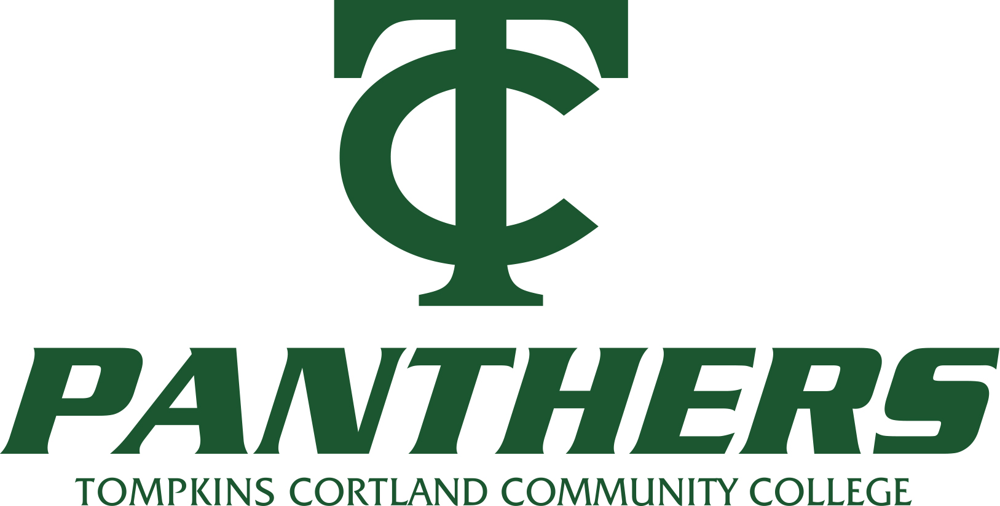 TC
PANTHERS
TOMPKINS CORTLAND COMMUNITY COLLEGE